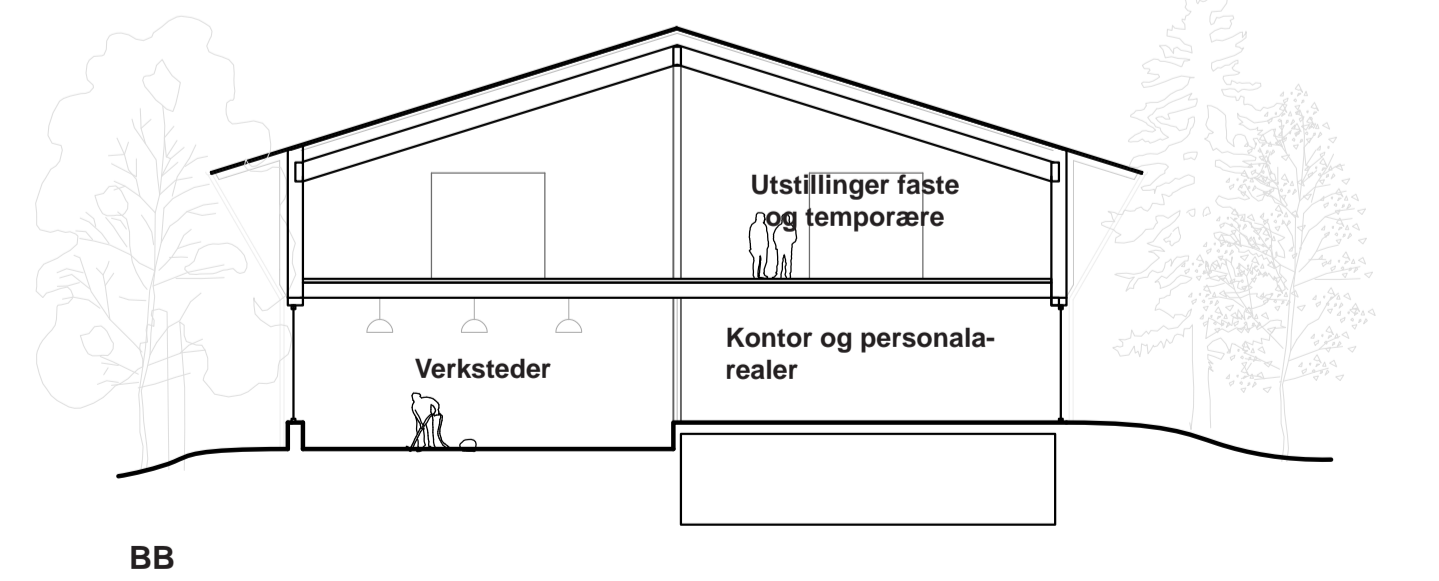 Utstillinger faste
og temporære
Kontor og personala-
realer
Verksteder
BB